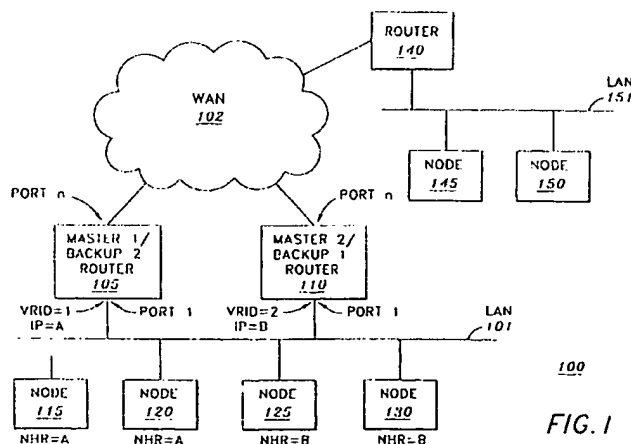 ROUTER
140
WAN
102
LAN
151
NODE
145
NODE
150
PORT n
PORT n
MASTER 1/
BACKUP 2
ROUTER
105
MASTER 2/
BACKUP 1
ROUTER
110
VRID=1
IP=A
PORT 1
VRID=2
IP=B
PORT 1
LAN
101
NODE
115
NODE
120
NODE
125
NODE
130
NHR=A
NHR=A
NHR=B
NHR=B
100
FIG. 1